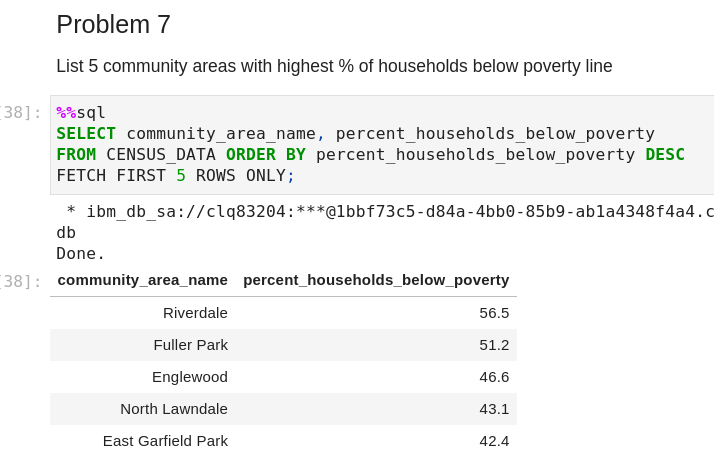 Problem 7
List 5 community areas with highest % of households below poverty line
[38]:
%%sql
SELECT community_area_name, percent_households_below_poverty
FROM CENSUS_DATA ORDER BY percent_households_below_poverty DESC
FETCH FIRST 5 ROWS ONLY;
* ibm_db_sa://clq83204:***@1bbf73c5-d84a-4bb0-85b9-ab1a4348f4a4.c
db
Done.
[38]:
community_area_name percent_households_below_poverty
Riverdale 56.5
Fuller Park 51.2
Englewood 46.6
North Lawndale 43.1
East Garfield Park 42.4